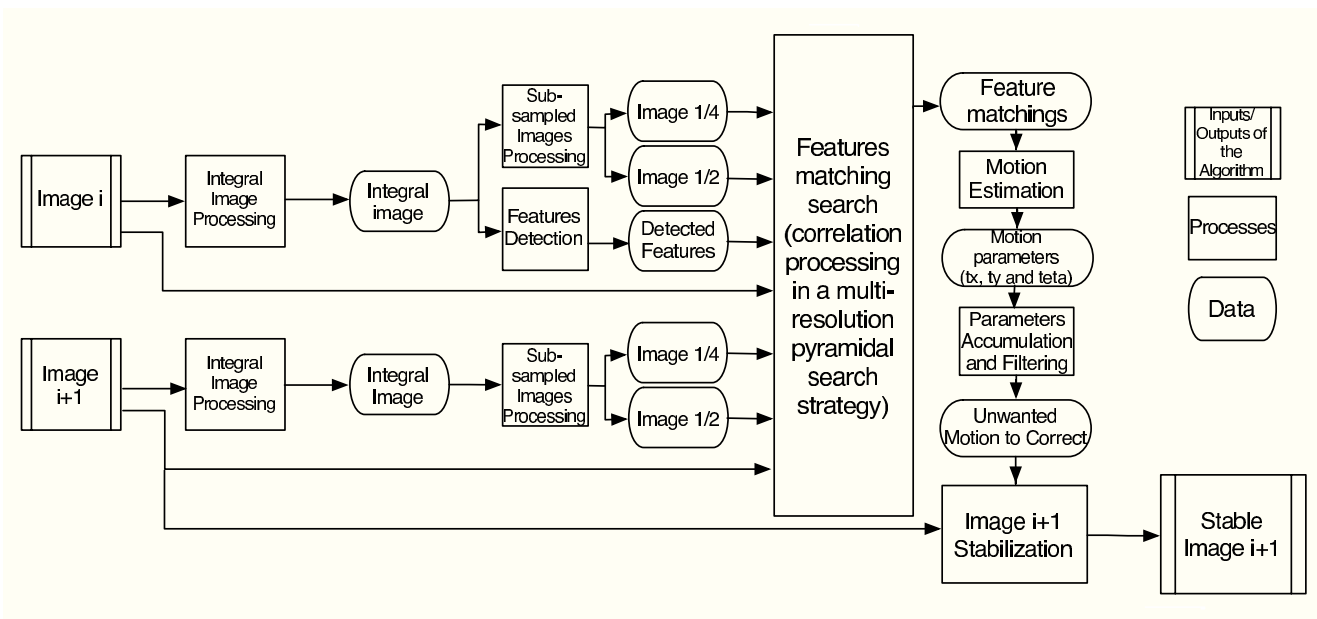 Image i
Integral
Image
Processing
Integral
image
Sub-
sampled
Images
Processing
Features
Detection
Image 1/4
Image 1/2
Detected
Features
Image
i+1
Integral
Image
Processing
Integral
Image
Sub-
sampled
Images
Processing
Image 1/4
Image 1/2
Features
matching
search
(correlation
processing
in a multi-
resolution
pyramidal
search
strategy)
Feature
matchings
Motion
Estimation
Motion
parameters
(tx, ty and teta)
Parameters
Accumulation
and Filtering
Unwanted
Motion to Correct
Image i+1
Stabilization
Stable
Image i+1
Inputs/
Outputs of
the
Algorithm
Processes
Data